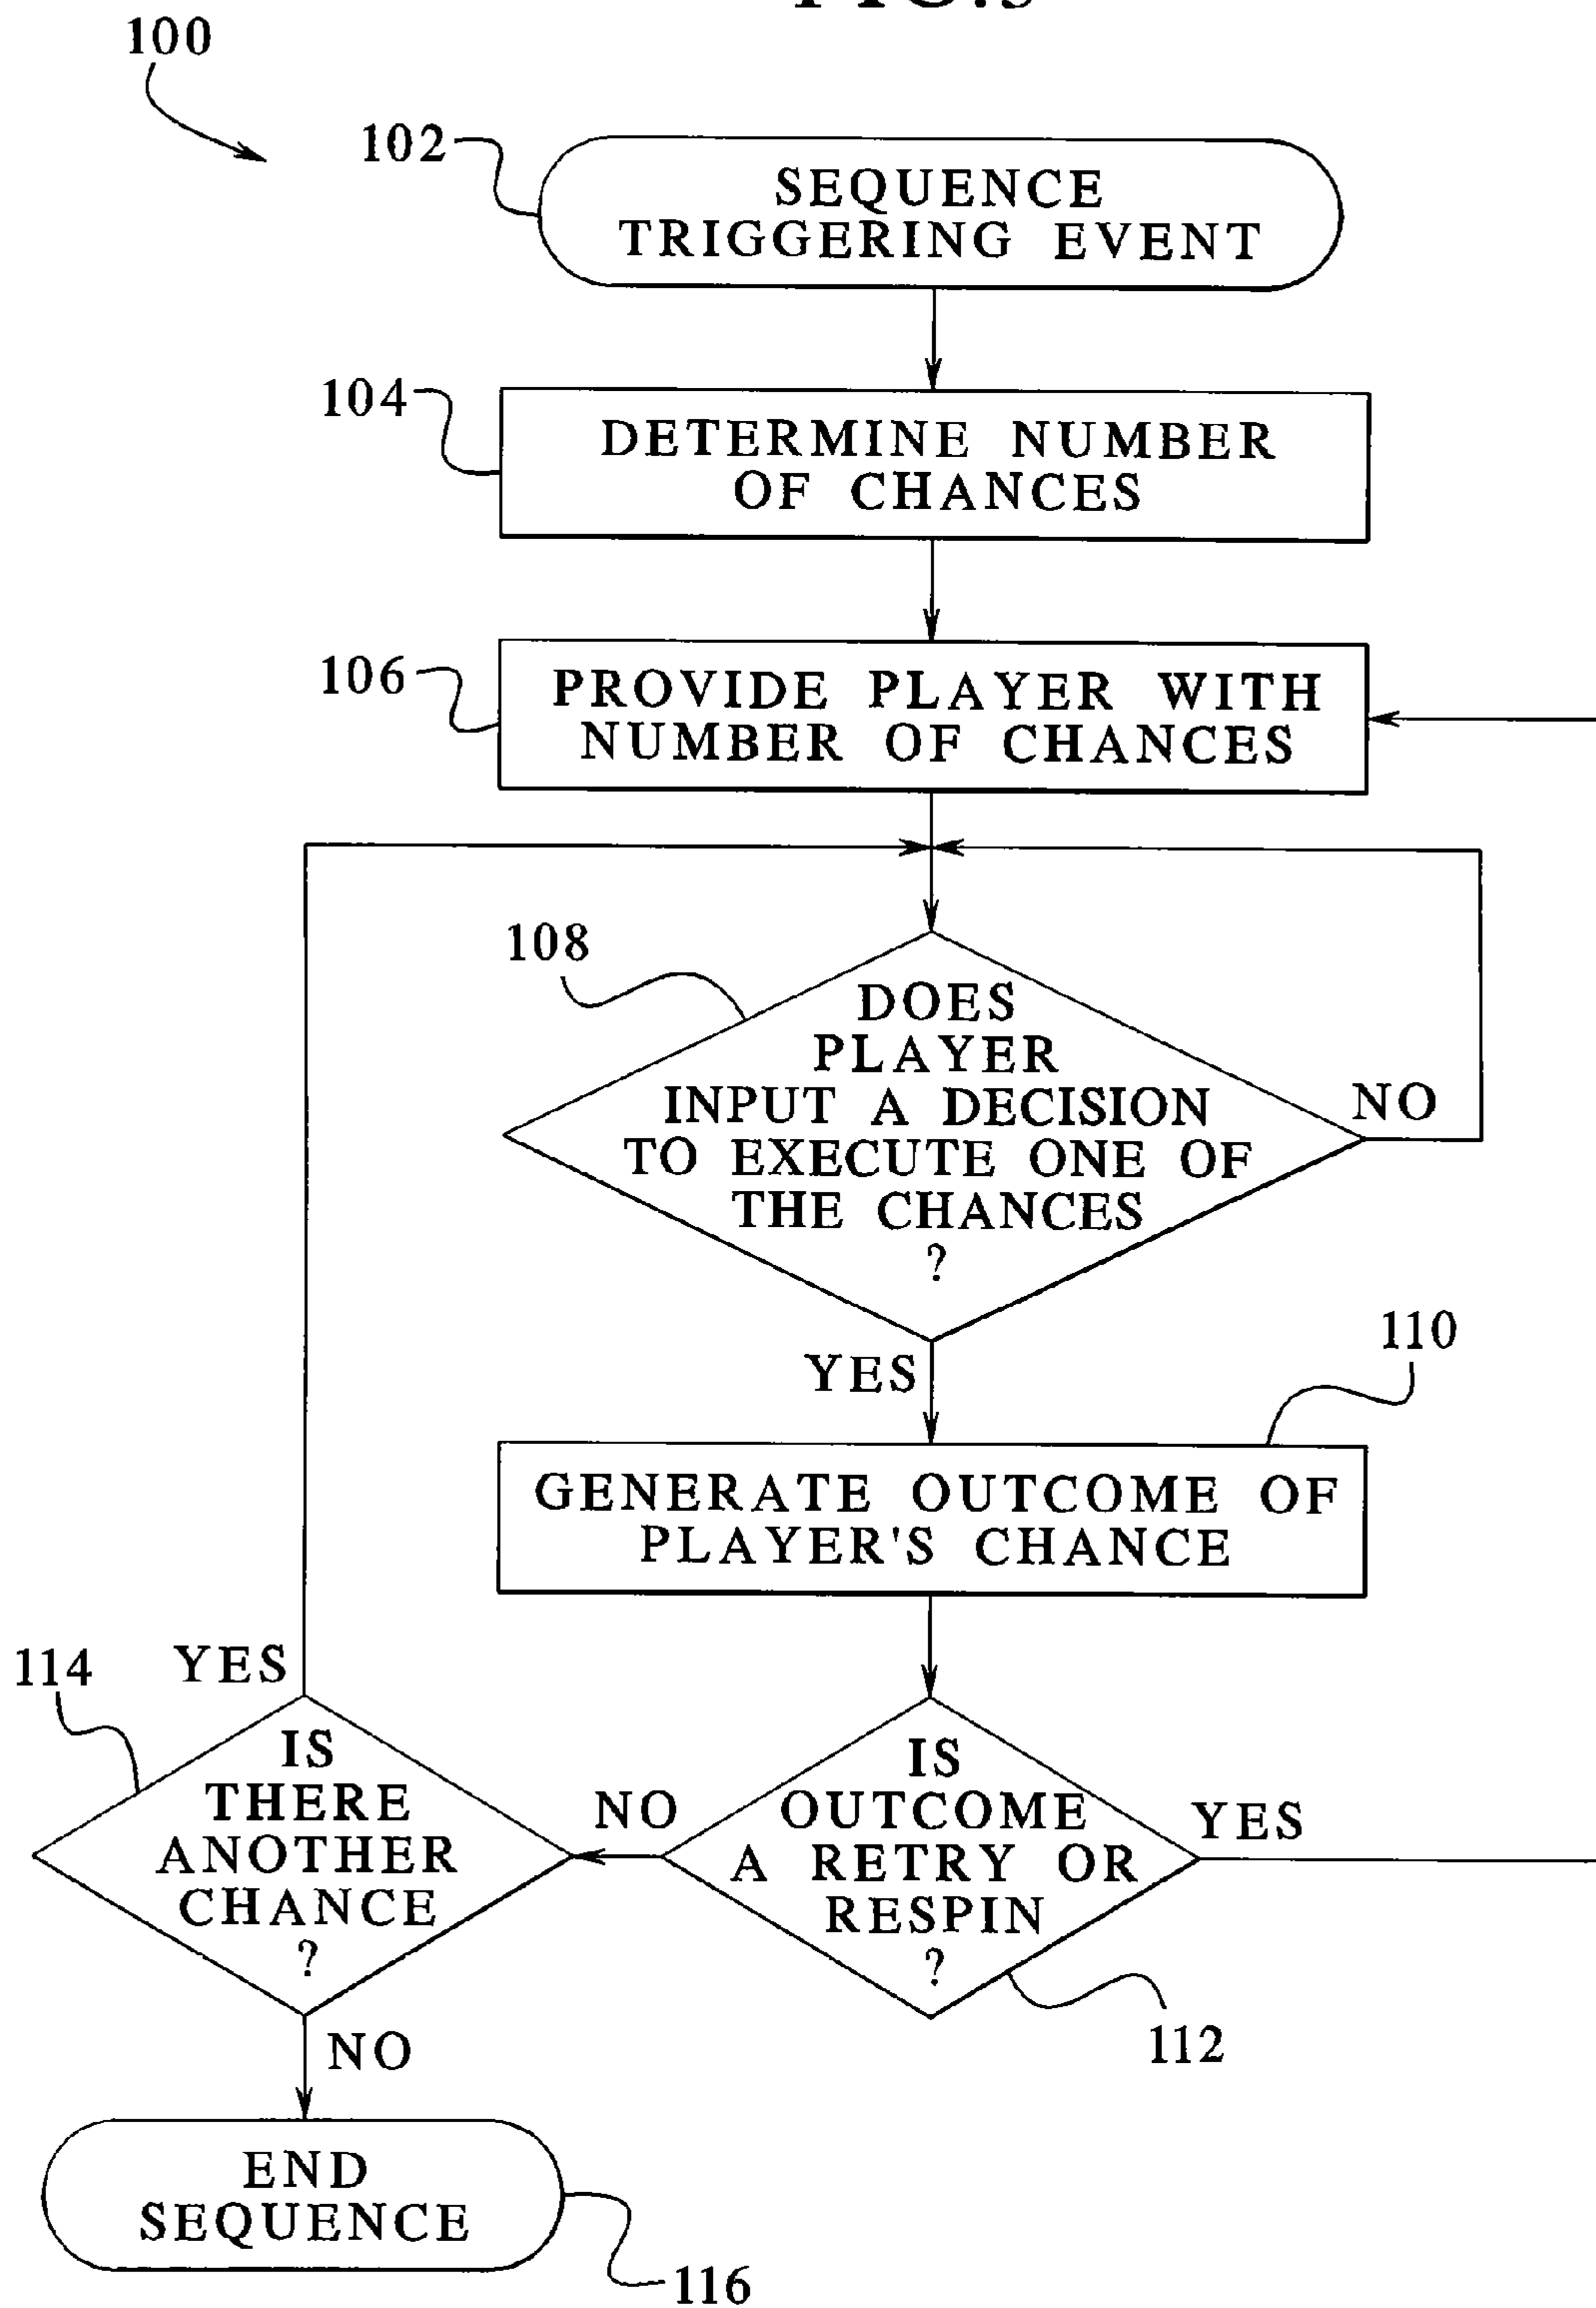 100
102
SEQUENCE
TRIGGERING EVENT
104
DETERMINE NUMBER
OF CHANCES
106
PROVIDE PLAYER WITH
NUMBER OF CHANCES
108
DOES
PLAYER
INPUT A DECISION
TO EXECUTE ONE OF
THE CHANCES
?
NO
YES
110
GENERATE OUTCOME OF
PLAYER'S CHANCE
114
YES
IS
THERE
ANOTHER
CHANCE
?
NO
IS
OUTCOME
A RETRY OR
RESPIN
?
YES
112
NO
END
SEQUENCE
116